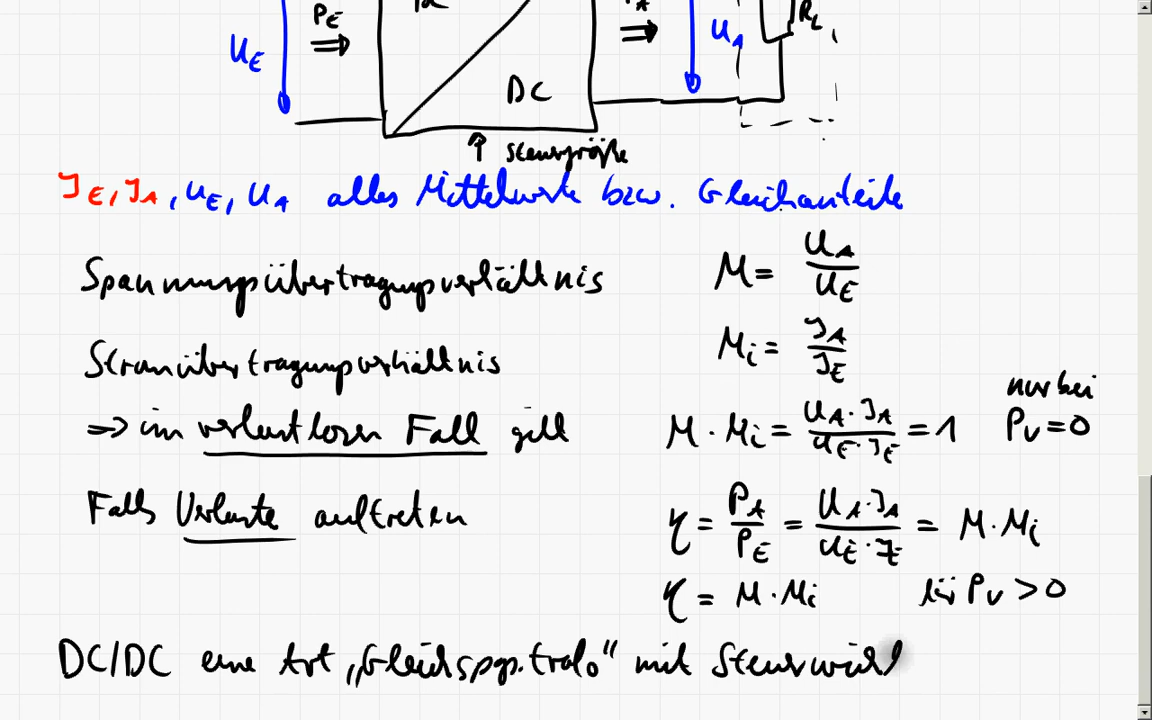 P_E ⇒
U_E
U_A
R_L
DC
↑ Steuergröße
I_E, I_A, U_E, U_A alles Mittelwerte bzw. Gleichanteile
Spannungsübertragungsverhältnis M = U_A / U_E
Stromübertragungsverhältnis M_i = I_A / I_E
⇒ im verlustlosen Fall gilt M · M_i = U_A · I_A / U_E · I_E = 1 nur bei P_V = 0
Falls Verluste auftreten η = P_A / P_E = U_A · I_A / U_E · I_E = M · M_i
η = M · M_i für P_V > 0
DC/DC eine Art „Gleichspgs.trafo“ mit Steuerwirk